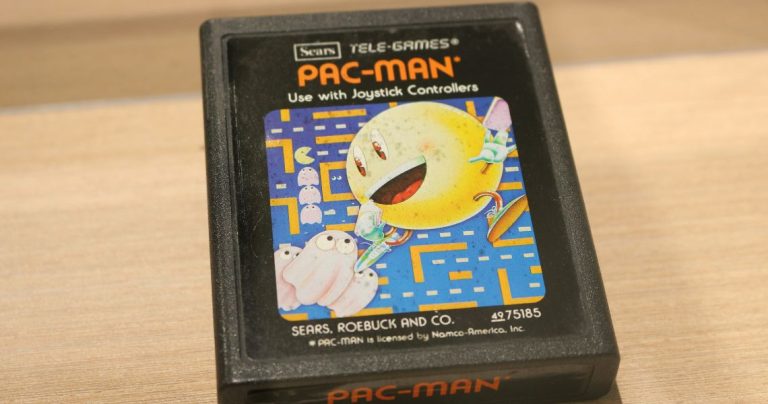 Sears TELE-GAMES®
PAC-MAN*
Use with Joystick Controllers
SEARS, ROEBUCK AND CO. 49 75185
* PAC-MAN is licensed by Namco-America, Inc.
PAC-MAN*